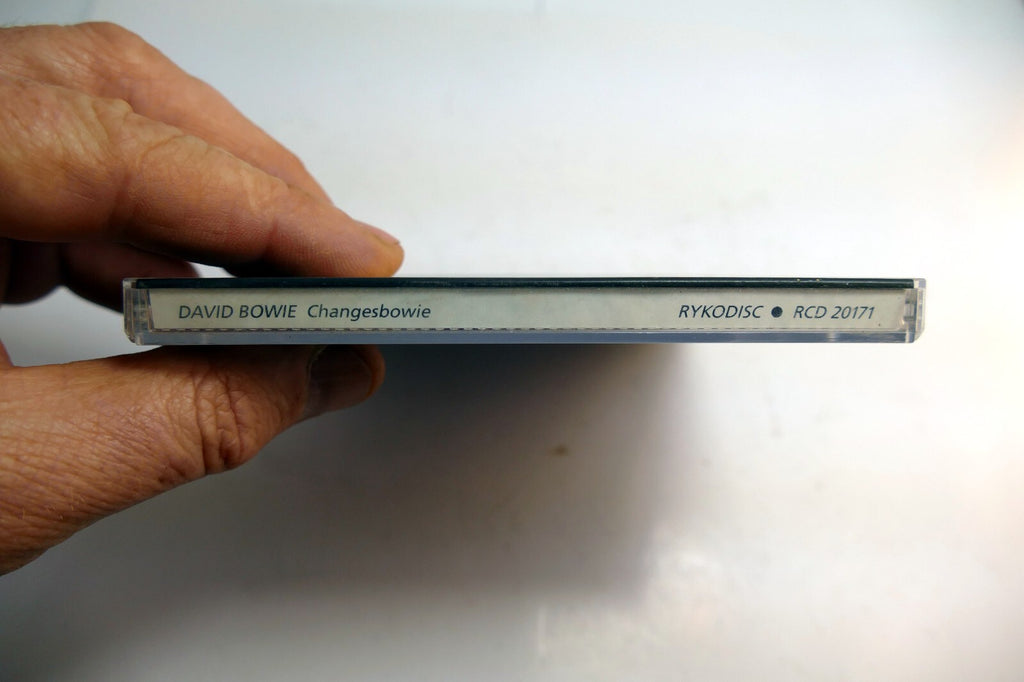 DAVID BOWIE Changesbowie RYKODISC ● RCD 20171